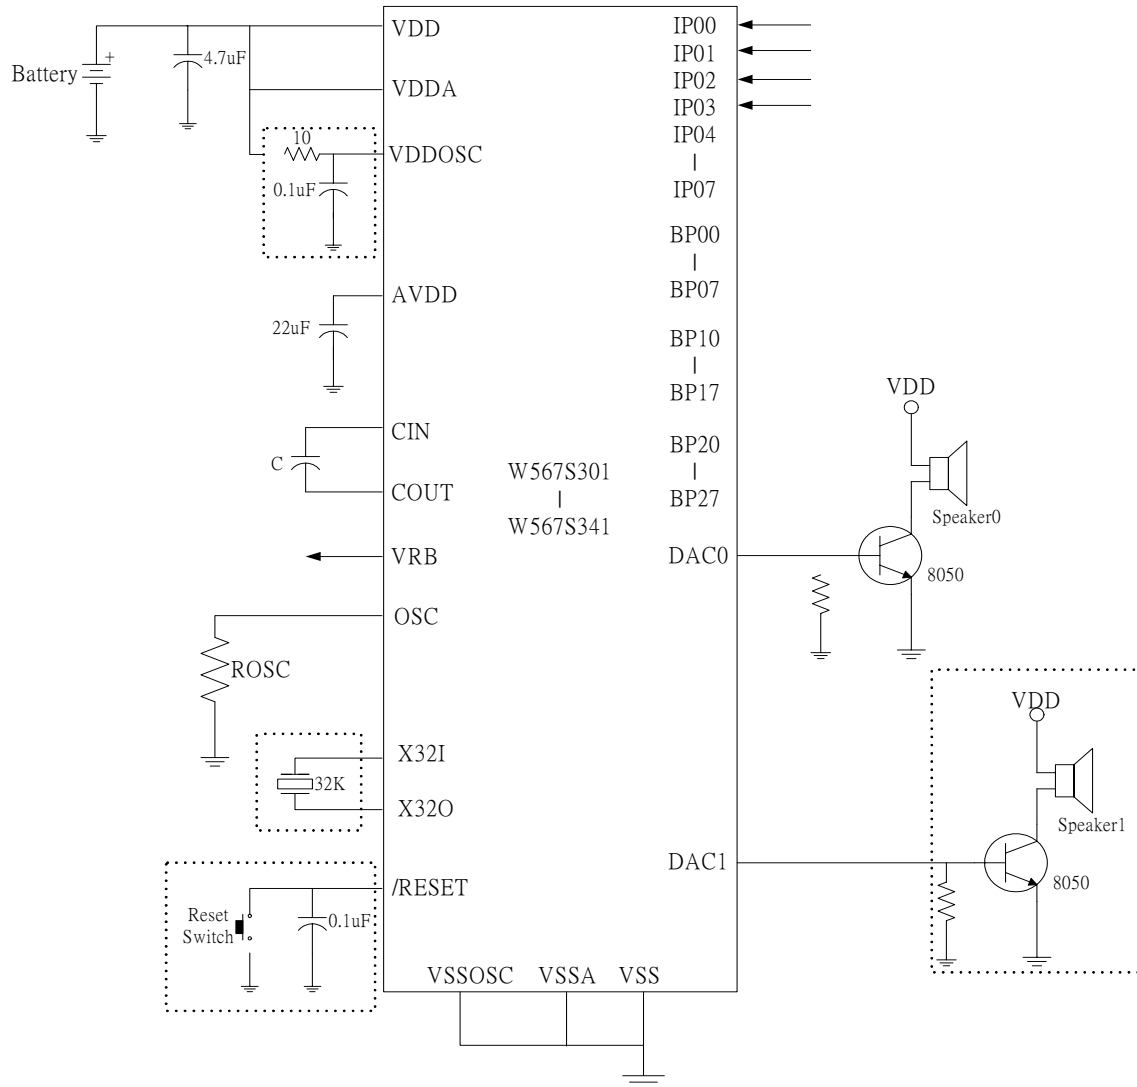 VDD
Battery
+
4.7uF
VDDA
10
VDDOSC
0.1uF
AVDD
22uF
CIN
C
COUT
VRB
OSC
ROSC
X32I
32K
X32O
/RESET
Reset
Switch
0.1uF
VSSOSC
VSSA
VSS
W567S301
|
W567S341
IP00
IP01
IP02
IP03
IP04
|
IP07
BP00
|
BP07
BP10
|
BP17
BP20
|
BP27
DAC0
VDD
Speaker0
8050
DAC1
VDD
Speaker1
8050